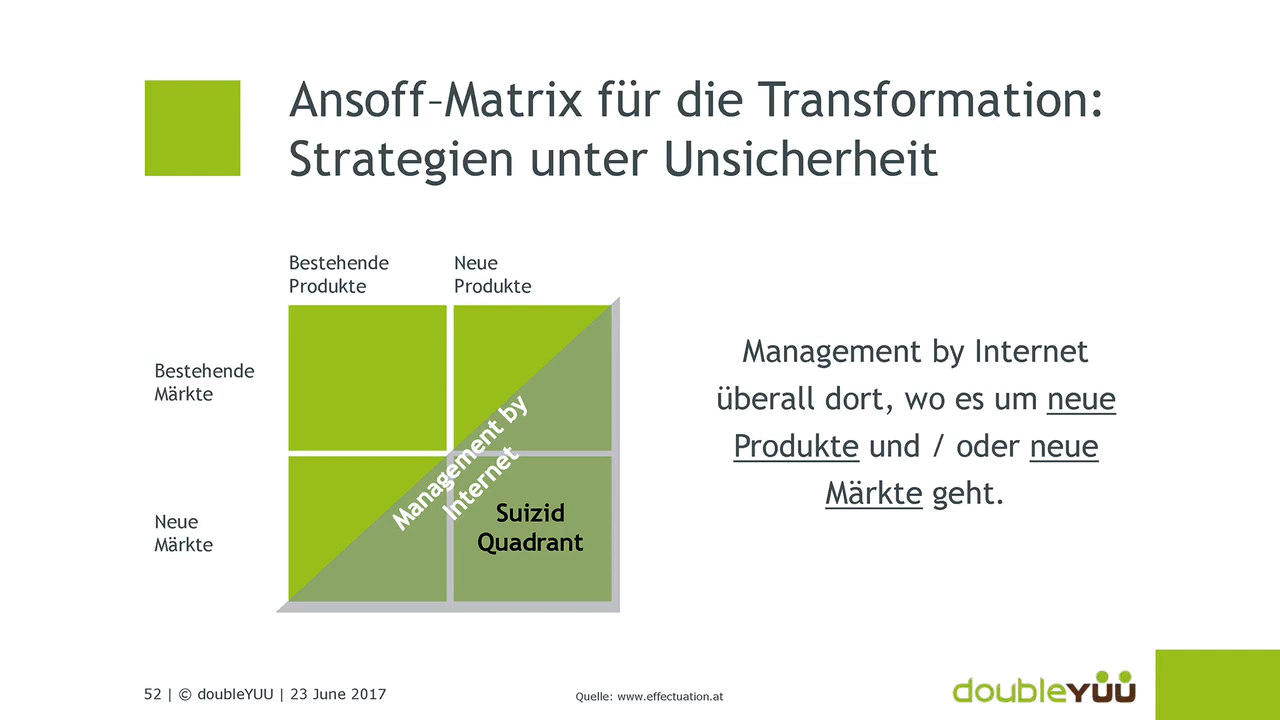 Ansoff–Matrix für die Transformation:
Strategien unter Unsicherheit
Bestehende
Produkte
Neue
Produkte
Bestehende
Märkte
Neue
Märkte
Management by
Internet
Suizid
Quadrant
Management by Internet
überall dort, wo es um neue
Produkte und / oder neue
Märkte geht.
52 | © doubleYUU | 23 June 2017
Quelle: www.effectuation.at
doubleYÜÜ